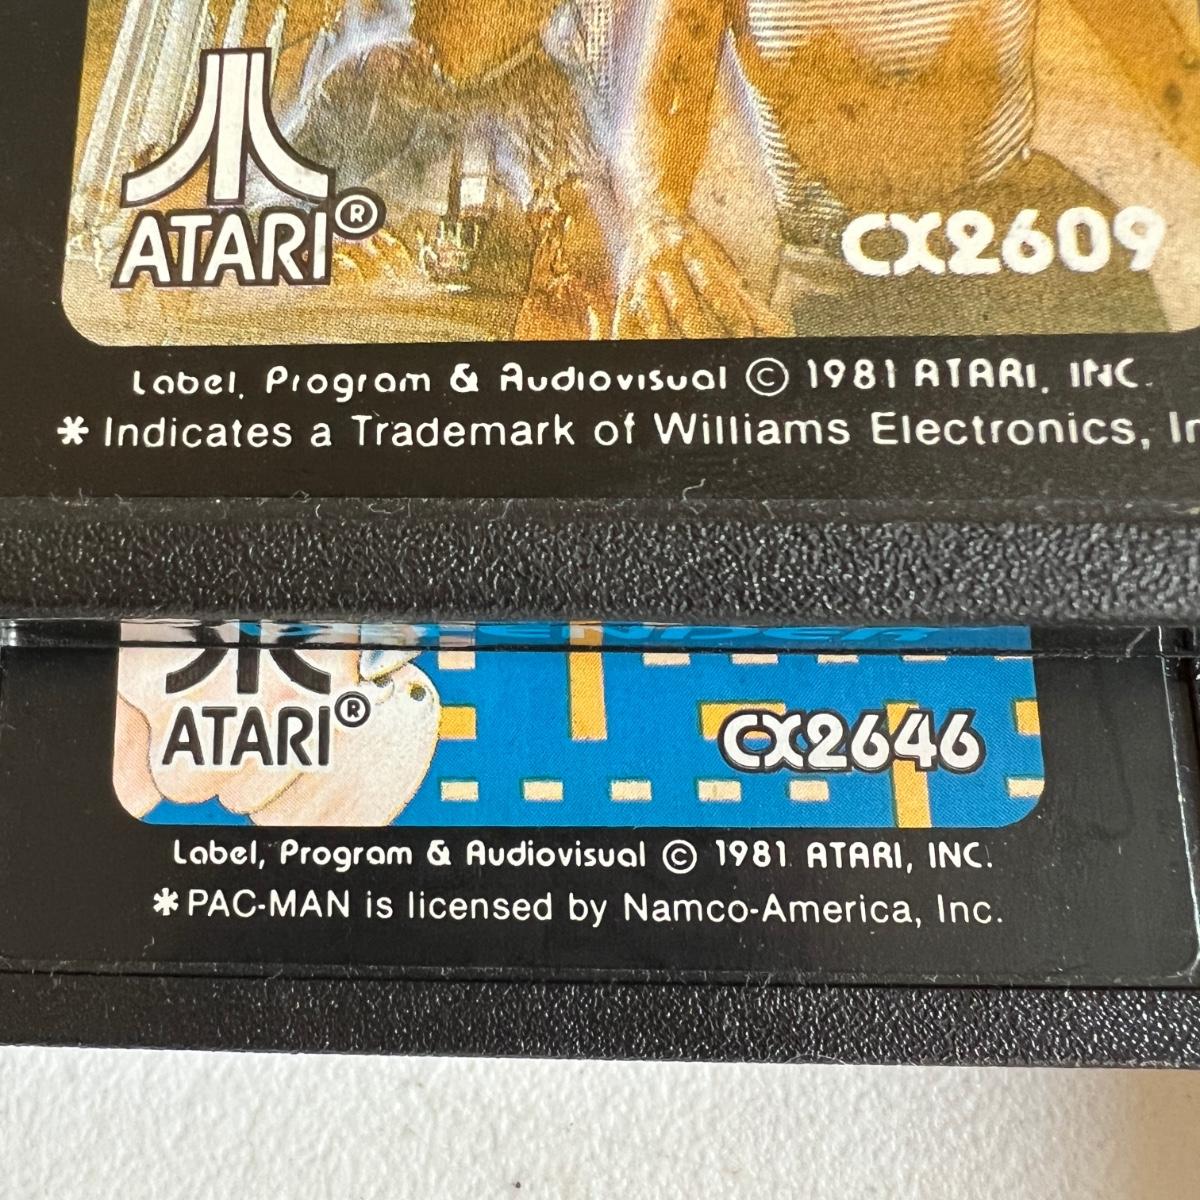 ATARI®
CX2609
Label, Program & Audiovisual © 1981 ATARI, INC.
* Indicates a Trademark of Williams Electronics,
ATARI®
CX2646
Label, Program & Audiovisual © 1981 ATARI, INC.
* PAC-MAN is licensed by Namco-America, Inc.